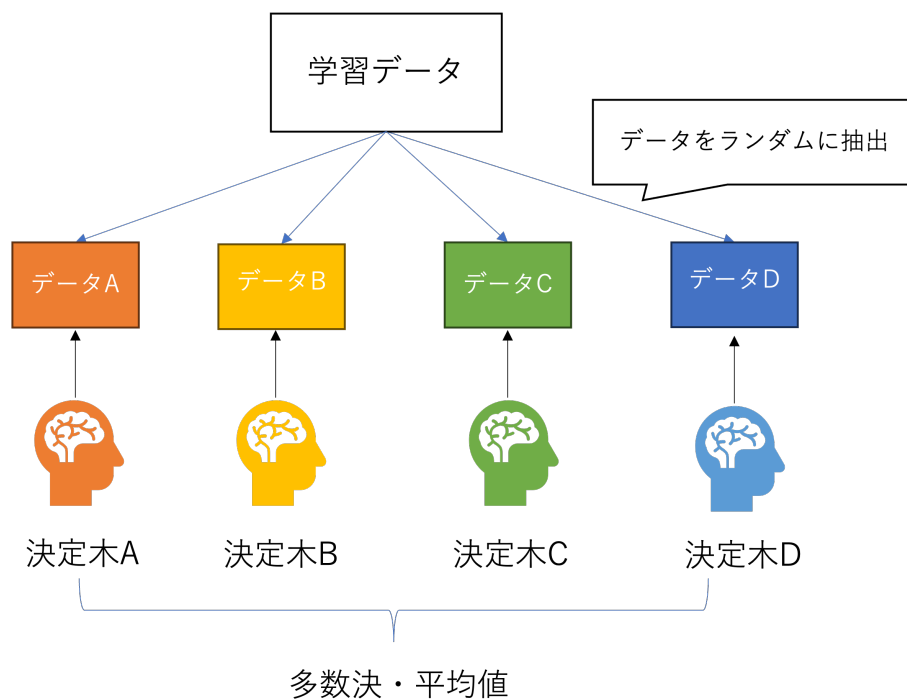 学習データ
データをランダムに抽出
データA
データB
データC
データD
決定木A
決定木B
決定木C
決定木D
多数決・平均値